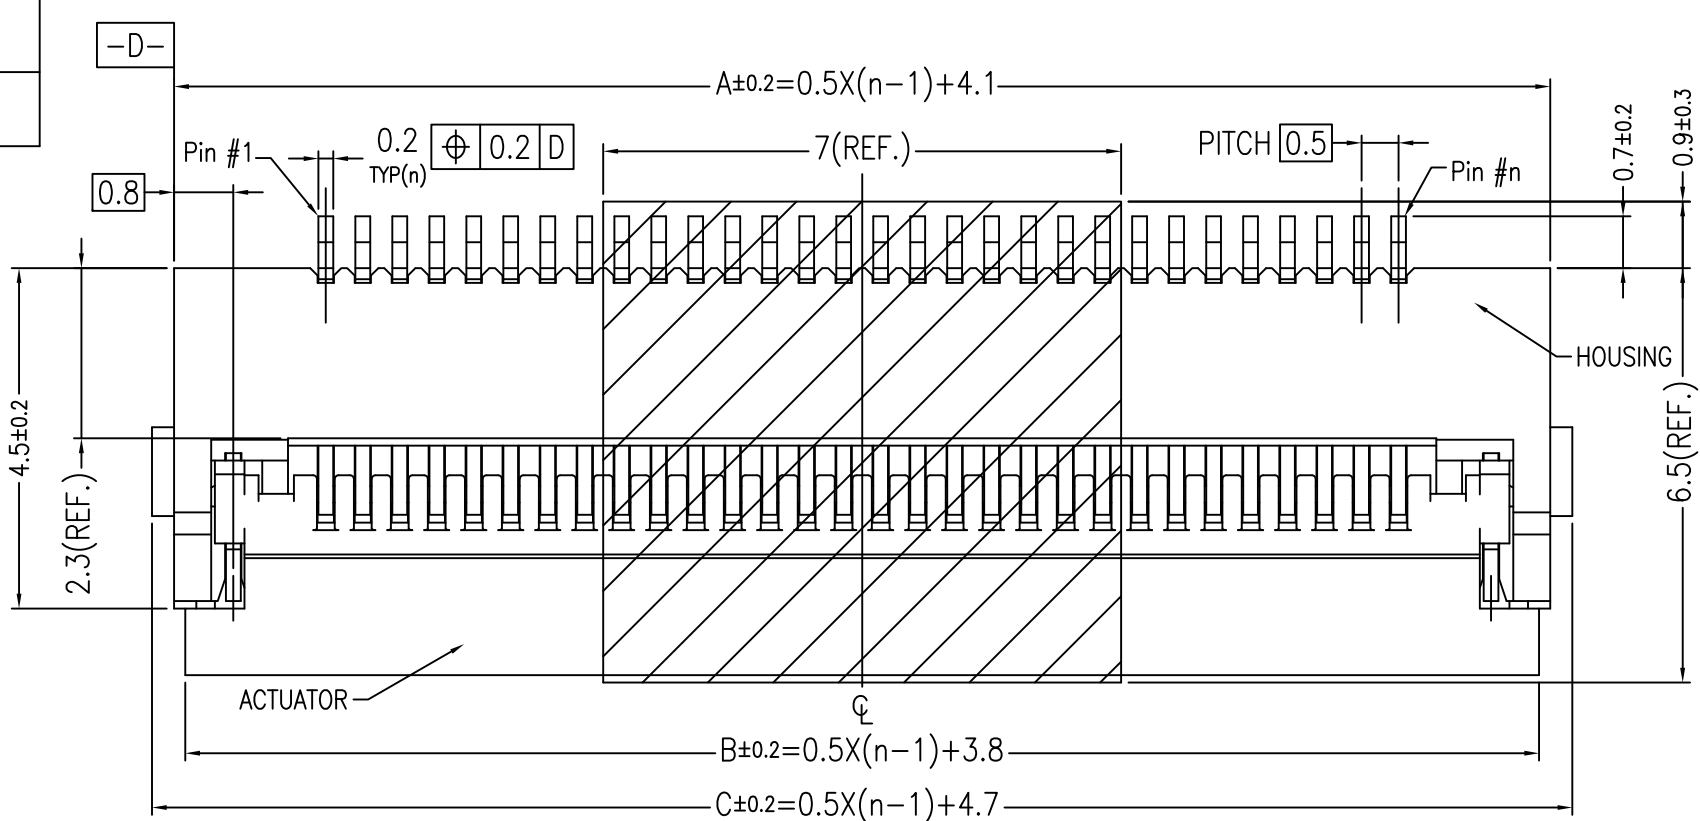 -D-
A±0.2=0.5X(n-1)+4.1
Pin #1
0.2
TYP(n)
⌖ 0.2 D
7(REF.)
PITCH 0.5
Pin #n
0.7±0.2
0.9±0.3
0.8
HOUSING
4.5±0.2
2.3(REF.)
6.5(REF.)
ACTUATOR
℄
B±0.2=0.5X(n-1)+3.8
C±0.2=0.5X(n-1)+4.7